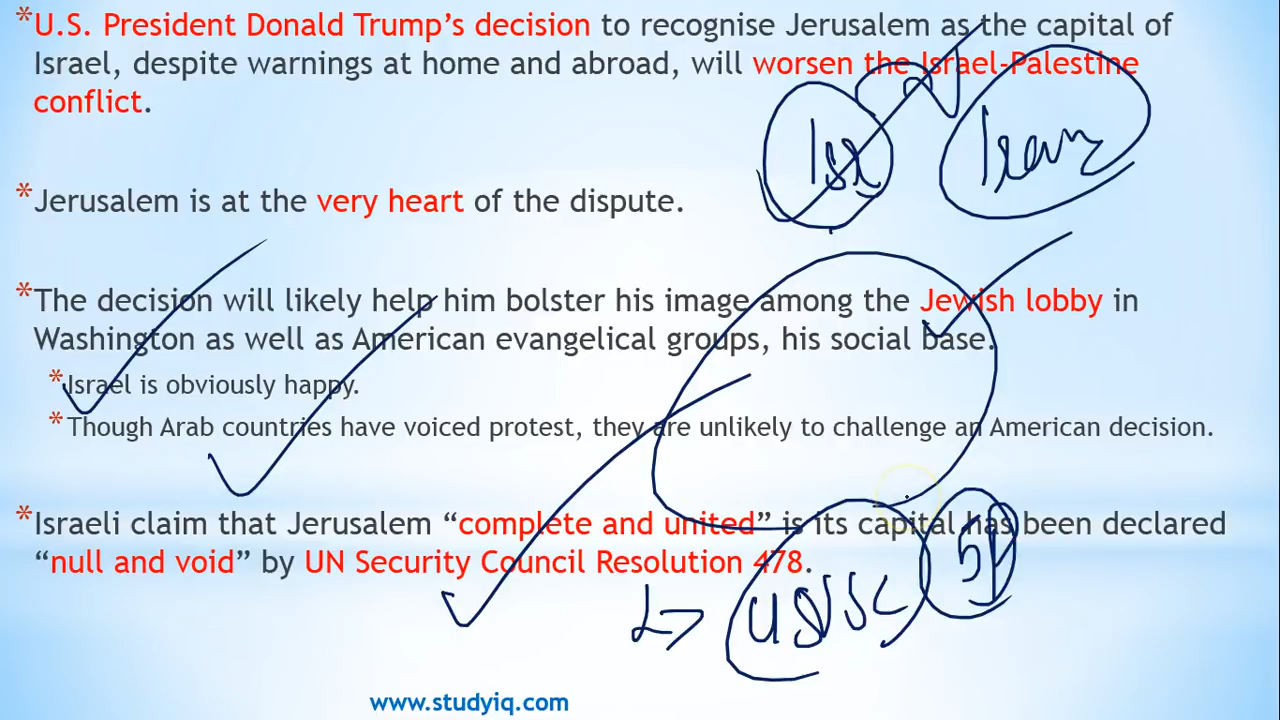 *U.S. President Donald Trump’s decision to recognise Jerusalem as the capital of
Israel, despite warnings at home and abroad, will worsen the Israel-Palestine
conflict.
Isr
Iran
*Jerusalem is at the very heart of the dispute.
*The decision will likely help him bolster his image among the Jewish lobby in
Washington as well as American evangelical groups, his social base.
*Israel is obviously happy.
*Though Arab countries have voiced protest, they are unlikely to challenge an American decision.
*Israeli claim that Jerusalem “complete and united” is its capital has been declared
“null and void” by UN Security Council Resolution 478.
UNSC
5P
www.studyiq.com